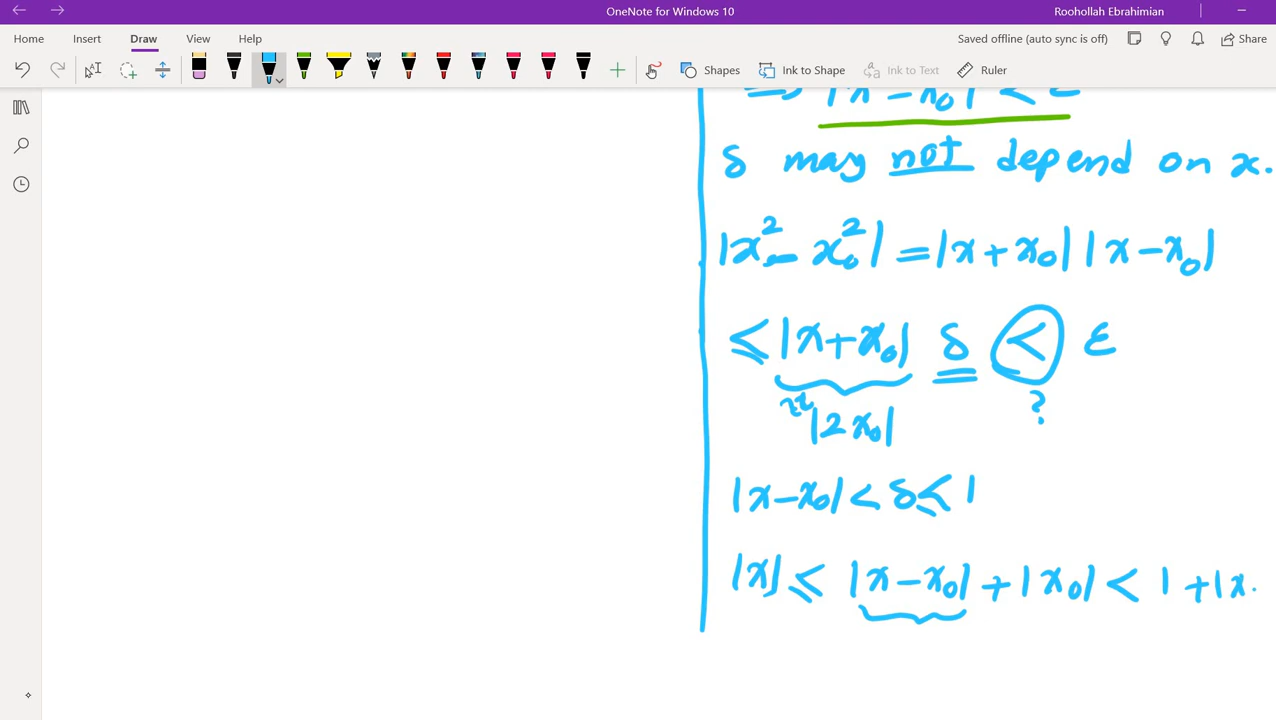 OneNote for Windows 10
Roohollah Ebrahimian
Home Insert Draw View Help
Saved offline (auto sync is off)
Share
Shapes
Ink to Shape
Ink to Text
Ruler
=> |x - x₀| < ε
δ may not depend on x.
|x² - x₀²| = |x + x₀| |x - x₀|
≤ |x + x₀| δ < ε
?
≈ |2x₀|
|x - x₀| < δ ≤ 1
|x| ≤ |x - x₀| + |x₀| < 1 + |x